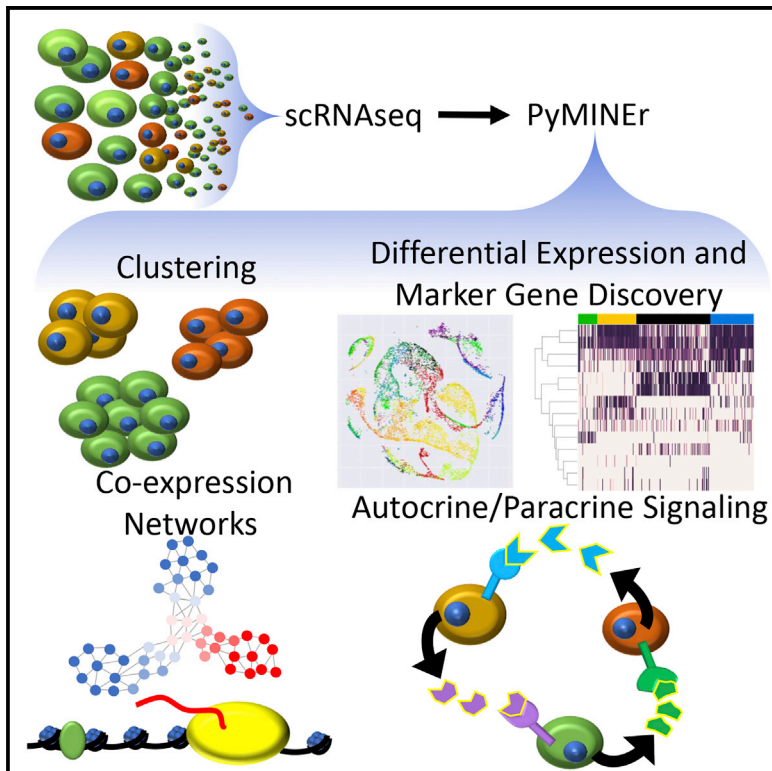 scRNAseq
PyMINEr
Clustering
Differential Expression and
Marker Gene Discovery
Co-expression
Networks
Autocrine/Paracrine Signaling